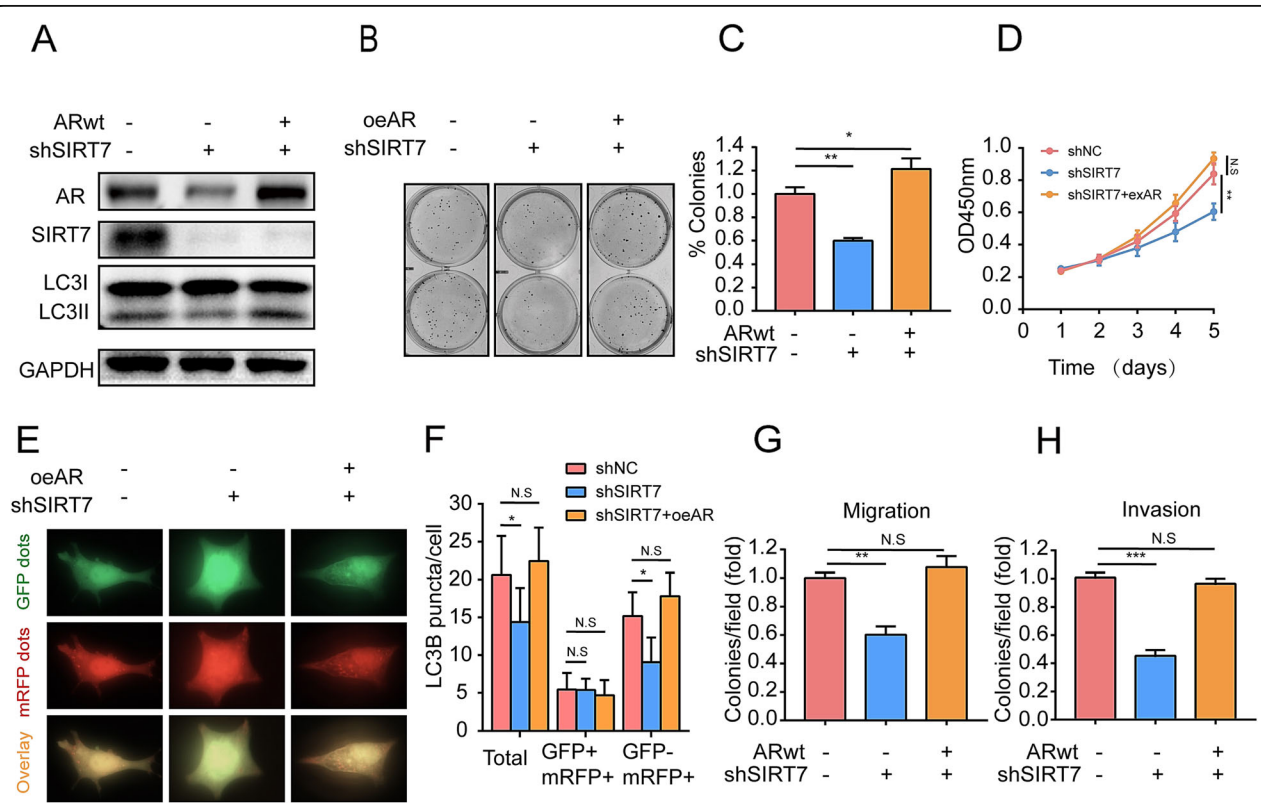 A
ARwt - - +
shSIRT7 - + +
AR
SIRT7
LC3I
LC3II
GAPDH
B
oeAR - - +
shSIRT7 - + +
C
% Colonies
1.4
1.2
1.0
0.8
0.6
0.4
0.2
0.0
**
*
ARwt - - +
shSIRT7 - + +
D
OD450nm
1.0
0.8
0.6
0.4
0.2
0.0
0 1 2 3 4 5
Time （days）
shNC
shSIRT7
shSIRT7+exAR
N.S
**
E
oeAR - - +
shSIRT7 - + +
GFP dots
mRFP dots
Overlay
F
shNC
shSIRT7
shSIRT7+oeAR
LC3B puncta/cell
30
25
20
15
10
5
0
N.S
*
N.S
N.S
N.S
*
Total
GFP+
mRFP+
GFP-
mRFP+
G
Migration
Colonies/field (fold)
1.2
1.0
0.8
0.6
0.4
0.2
0.0
N.S
**
ARwt - - +
shSIRT7 - + +
H
Invasion
Colonies/field (fold)
1.2
1.0
0.8
0.6
0.4
0.2
0.0
N.S
***
ARwt - - +
shSIRT7 - + +